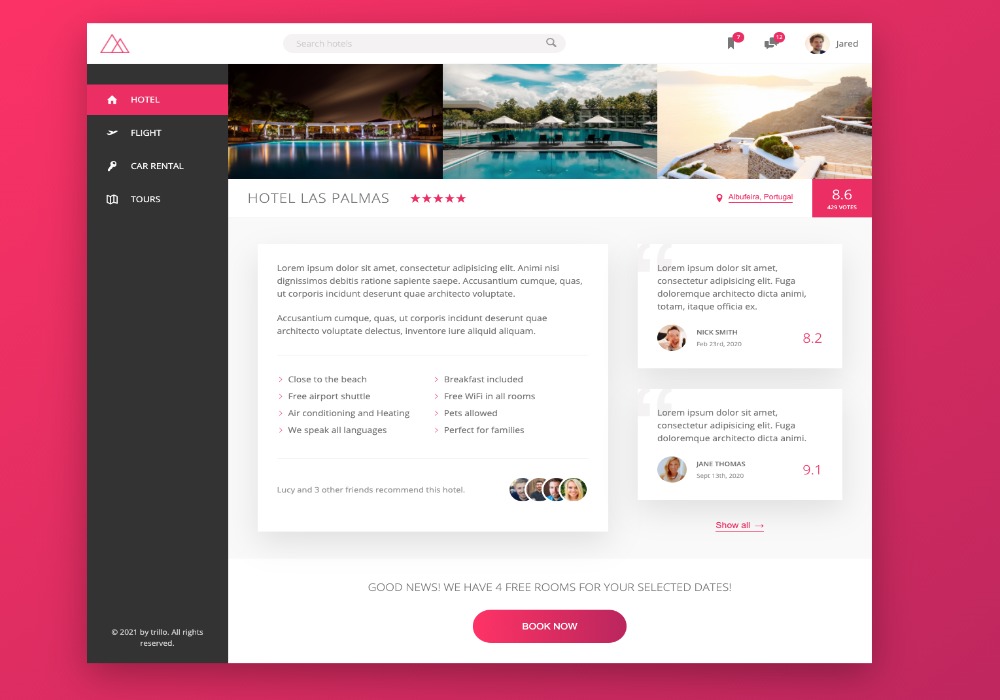 Search hotels
7
12
Jared
HOTEL
FLIGHT
CAR RENTAL
TOURS
© 2021 by trillo. All rights
reserved.
HOTEL LAS PALMAS
Albufeira, Portugal
8.6
429 VOTES
Lorem ipsum dolor sit amet, consectetur adipisicing elit. Animi nisi
dignissimos debitis ratione sapiente saepe. Accusantium cumque, quas,
ut corporis incidunt deserunt quae architecto voluptate.
Accusantium cumque, quas, ut corporis incidunt deserunt quae
architecto voluptate delectus, inventore iure aliquid aliquam.
Close to the beach
Free airport shuttle
Air conditioning and Heating
We speak all languages
Breakfast included
Free WiFi in all rooms
Pets allowed
Perfect for families
Lucy and 3 other friends recommend this hotel.
Lorem ipsum dolor sit amet,
consectetur adipisicing elit. Fuga
doloremque architecto dicta animi,
totam, itaque officia ex.
NICK SMITH
Feb 23rd, 2020
8.2
Lorem ipsum dolor sit amet,
consectetur adipisicing elit. Fuga
doloremque architecto dicta animi.
JANE THOMAS
Sept 13th, 2020
9.1
Show all →
GOOD NEWS! WE HAVE 4 FREE ROOMS FOR YOUR SELECTED DATES!
BOOK NOW